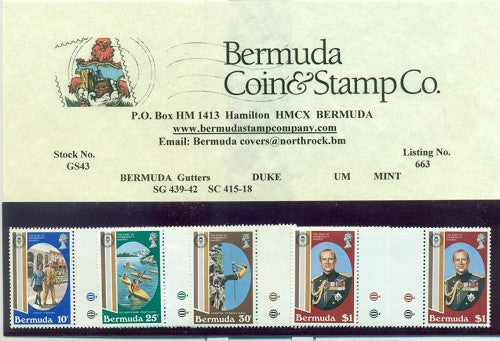 Bermuda
Coin & Stamp Co.
P.O. Box HM 1413 Hamilton HMCX BERMUDA
www.bermudastampcompany.com
Email: Bermuda covers@northrock.bm
Stock No.
GS43
Listing No.
663
BERMUDA Gutters DUKE UM MINT
SG 439-42 SC 415-18
BERMUDA 10c
BERMUDA 25c
BERMUDA 30c
BERMUDA $1
BERMUDA $1